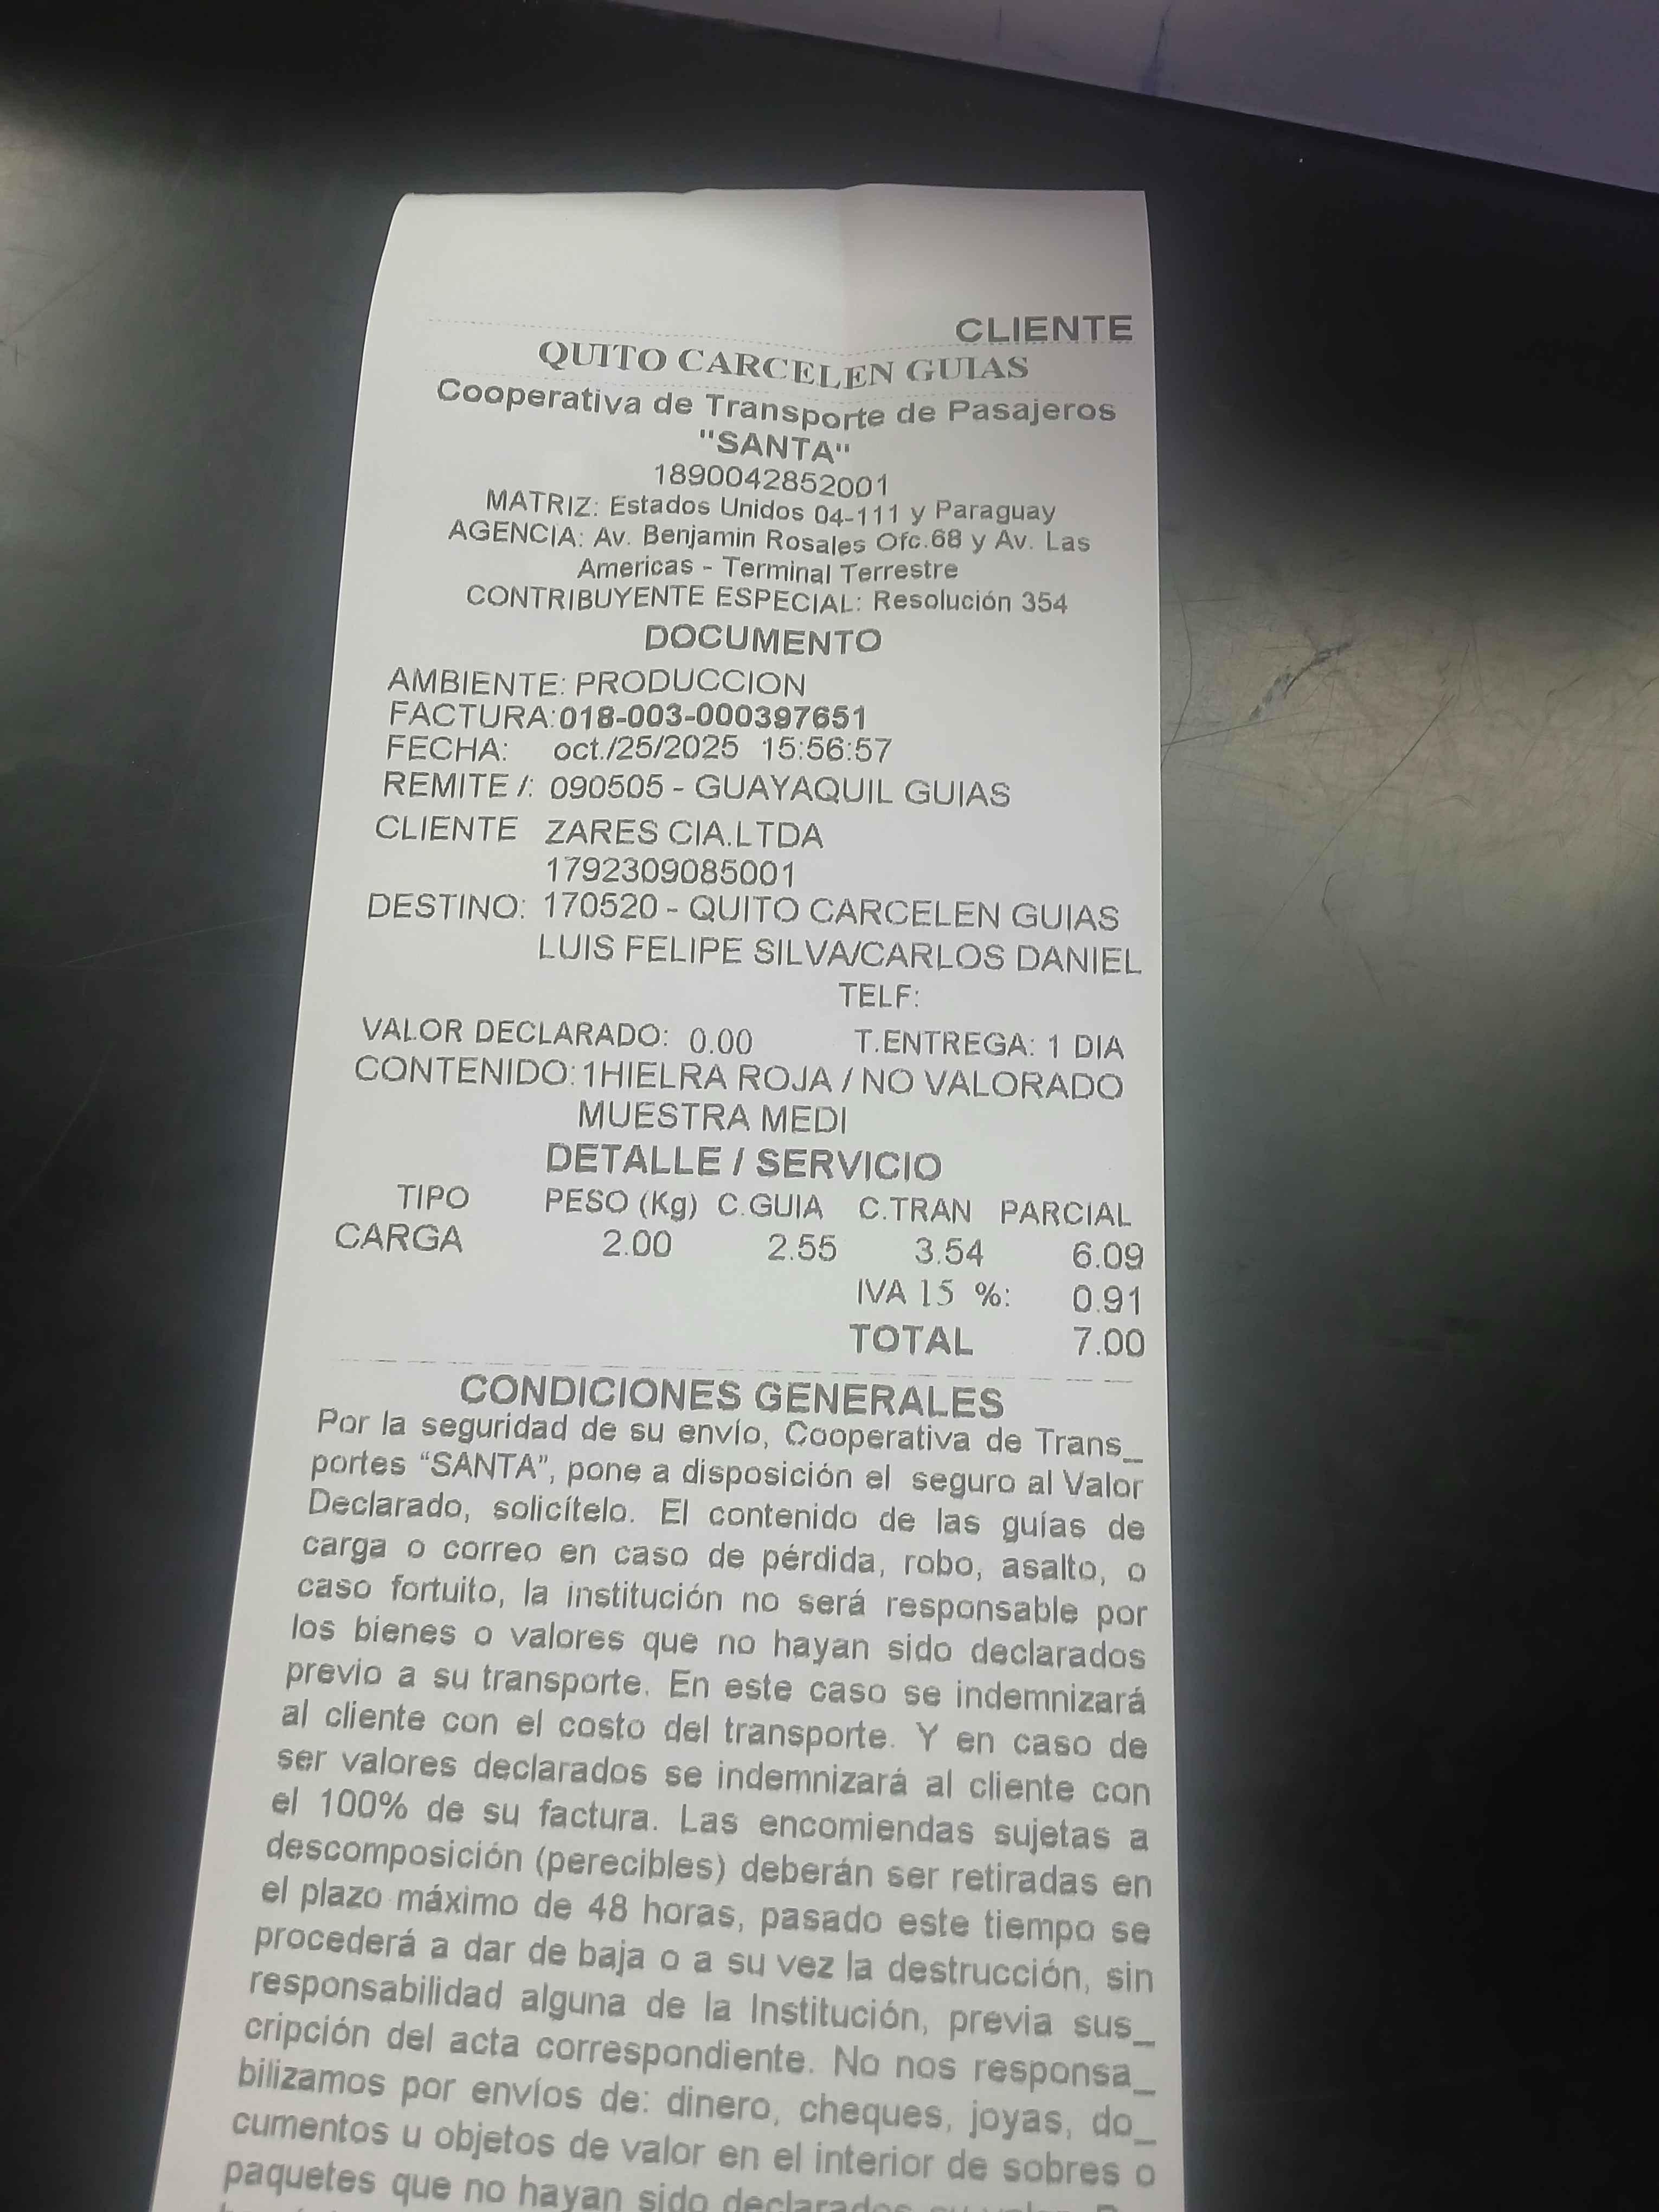 CLIENTE
QUITO CARCELEN GUIAS
Cooperativa de Transporte de Pasajeros
"SANTA"
1890042852001
MATRIZ: Estados Unidos 04-111 y Paraguay
AGENCIA: Av. Benjamin Rosales Ofc.68 y Av. Las
Americas - Terminal Terrestre
CONTRIBUYENTE ESPECIAL: Resolución 354
DOCUMENTO
AMBIENTE: PRODUCCION
FACTURA:018-003-000397651
FECHA: oct./25/2025 15:56:57
REMITE /: 090505 - GUAYAQUIL GUIAS
CLIENTE ZARES CIA.LTDA
1792309085001
DESTINO: 170520 - QUITO CARCELEN GUIAS
LUIS FELIPE SILVA/CARLOS DANIEL
TELF:
VALOR DECLARADO: 0.00 T.ENTREGA: 1 DIA
CONTENIDO:1HIELRA ROJA / NO VALORADO
MUESTRA MEDI
DETALLE / SERVICIO
TIPO PESO (Kg) C.GUIA C.TRAN PARCIAL
CARGA 2.00 2.55 3.54 6.09
IVA 15 %: 0.91
TOTAL 7.00
CONDICIONES GENERALES
Por la seguridad de su envío, Cooperativa de Trans_
portes “SANTA”, pone a disposición el seguro al Valor
Declarado, solicítelo. El contenido de las guías de
carga o correo en caso de pérdida, robo, asalto, o
caso fortuito, la institución no será responsable por
los bienes o valores que no hayan sido declarados
previo a su transporte. En este caso se indemnizará
al cliente con el costo del transporte. Y en caso de
ser valores declarados se indemnizará al cliente con
el 100% de su factura. Las encomiendas sujetas a
descomposición (perecibles) deberán ser retiradas en
el plazo máximo de 48 horas, pasado este tiempo se
procederá a dar de baja o a su vez la destrucción, sin
responsabilidad alguna de la Institución, previa sus_
cripción del acta correspondiente. No nos responsa_
bilizamos por envíos de: dinero, cheques, joyas, do_
cumentos u objetos de valor en el interior de sobres o
paquetes que no hayan sido declarados su valor.